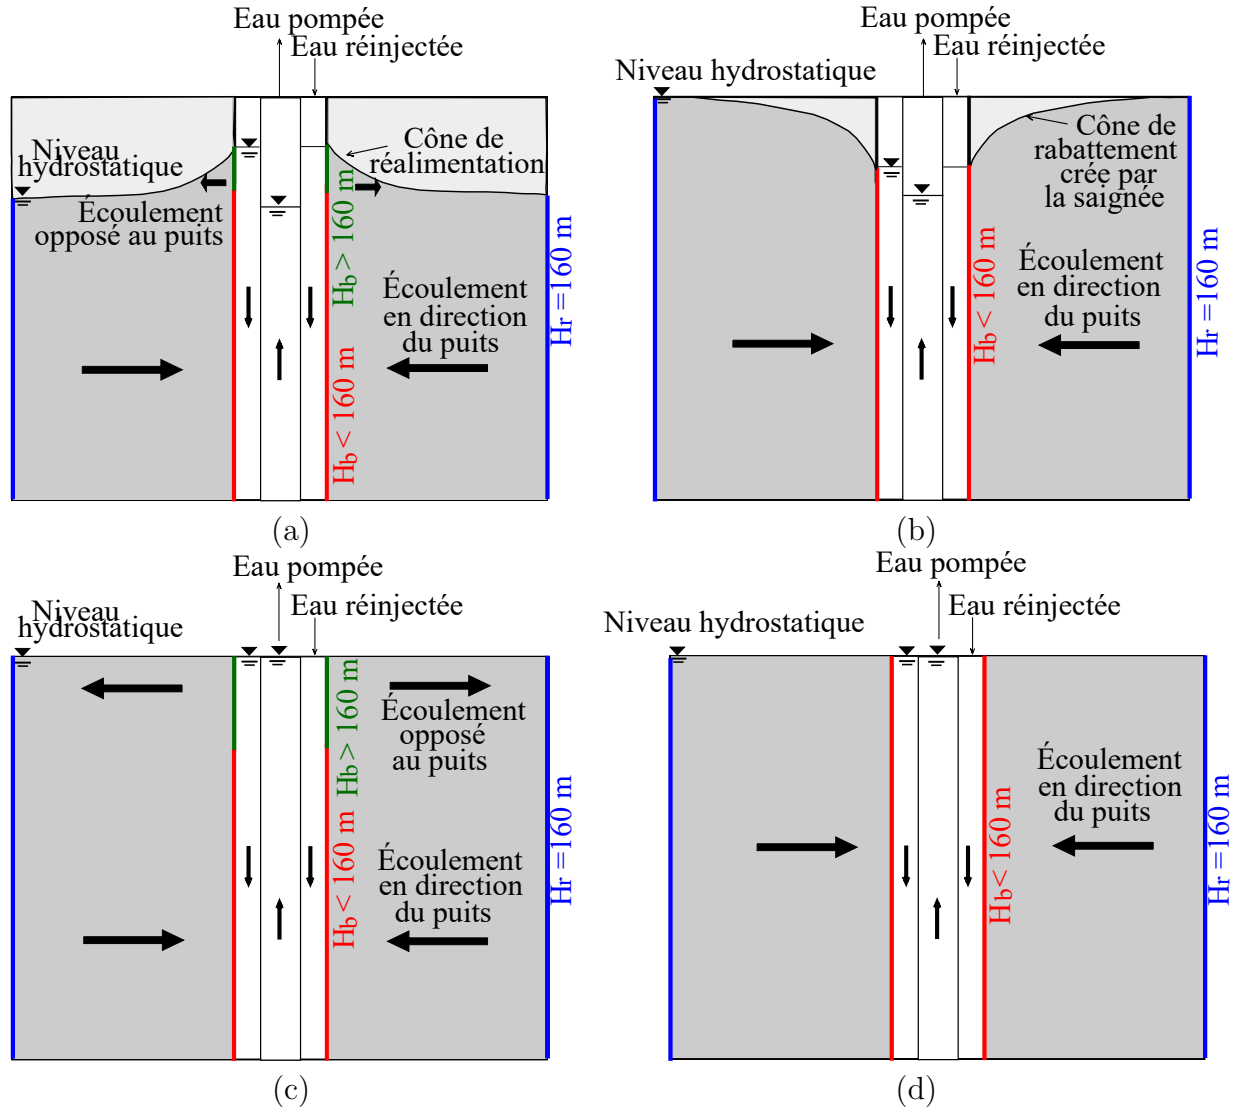 Eau pompée
Eau réinjectée
Niveau
hydrostatique
Cône de
réalimentation
Écoulement
opposé au puits
Écoulement
en direction
du puits
Hb > 160 m
Hb < 160 m
Hr =160 m
(a)
Eau pompée
Eau réinjectée
Niveau hydrostatique
Cône de
rabattement
crée par
la saignée
Écoulement
en direction
du puits
Hb < 160 m
Hr =160 m
(b)
Eau pompée
Eau réinjectée
Niveau
hydrostatique
Écoulement
opposé
au puits
Écoulement
en direction
du puits
Hb > 160 m
Hb < 160 m
Hr =160 m
(c)
Eau pompée
Eau réinjectée
Niveau hydrostatique
Écoulement
en direction
du puits
Hb < 160 m
Hr =160 m
(d)